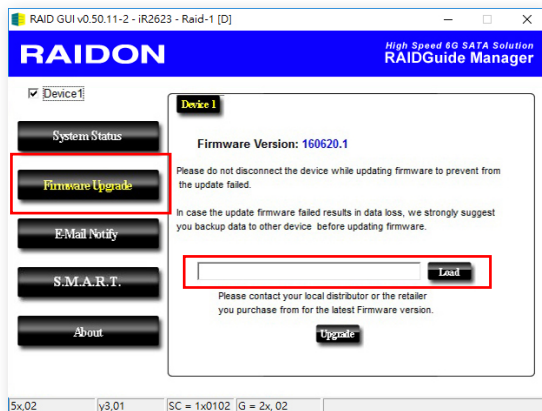 RAID GUI v0.50.11-2 - iR2623 - Raid-1 [D]
RAIDON
High Speed 6G SATA Solution
RAIDGuide Manager
Device1
Device 1
System Status
Firmware Version: 160620.1
Please do not disconnect the device while updating firmware to prevent from
the update failed.
Firmware Upgrade
In case the update firmware failed results in data loss, we strongly suggest
you backup data to other device before updating firmware.
E-Mail Notify
Load
S.M.A.R.T.
Please contact your local distributor or the retailer
you purchase from for the latest Firmware version.
About
Upgrade
5x,02 y3,01 SC = 1x0102 G = 2x, 02